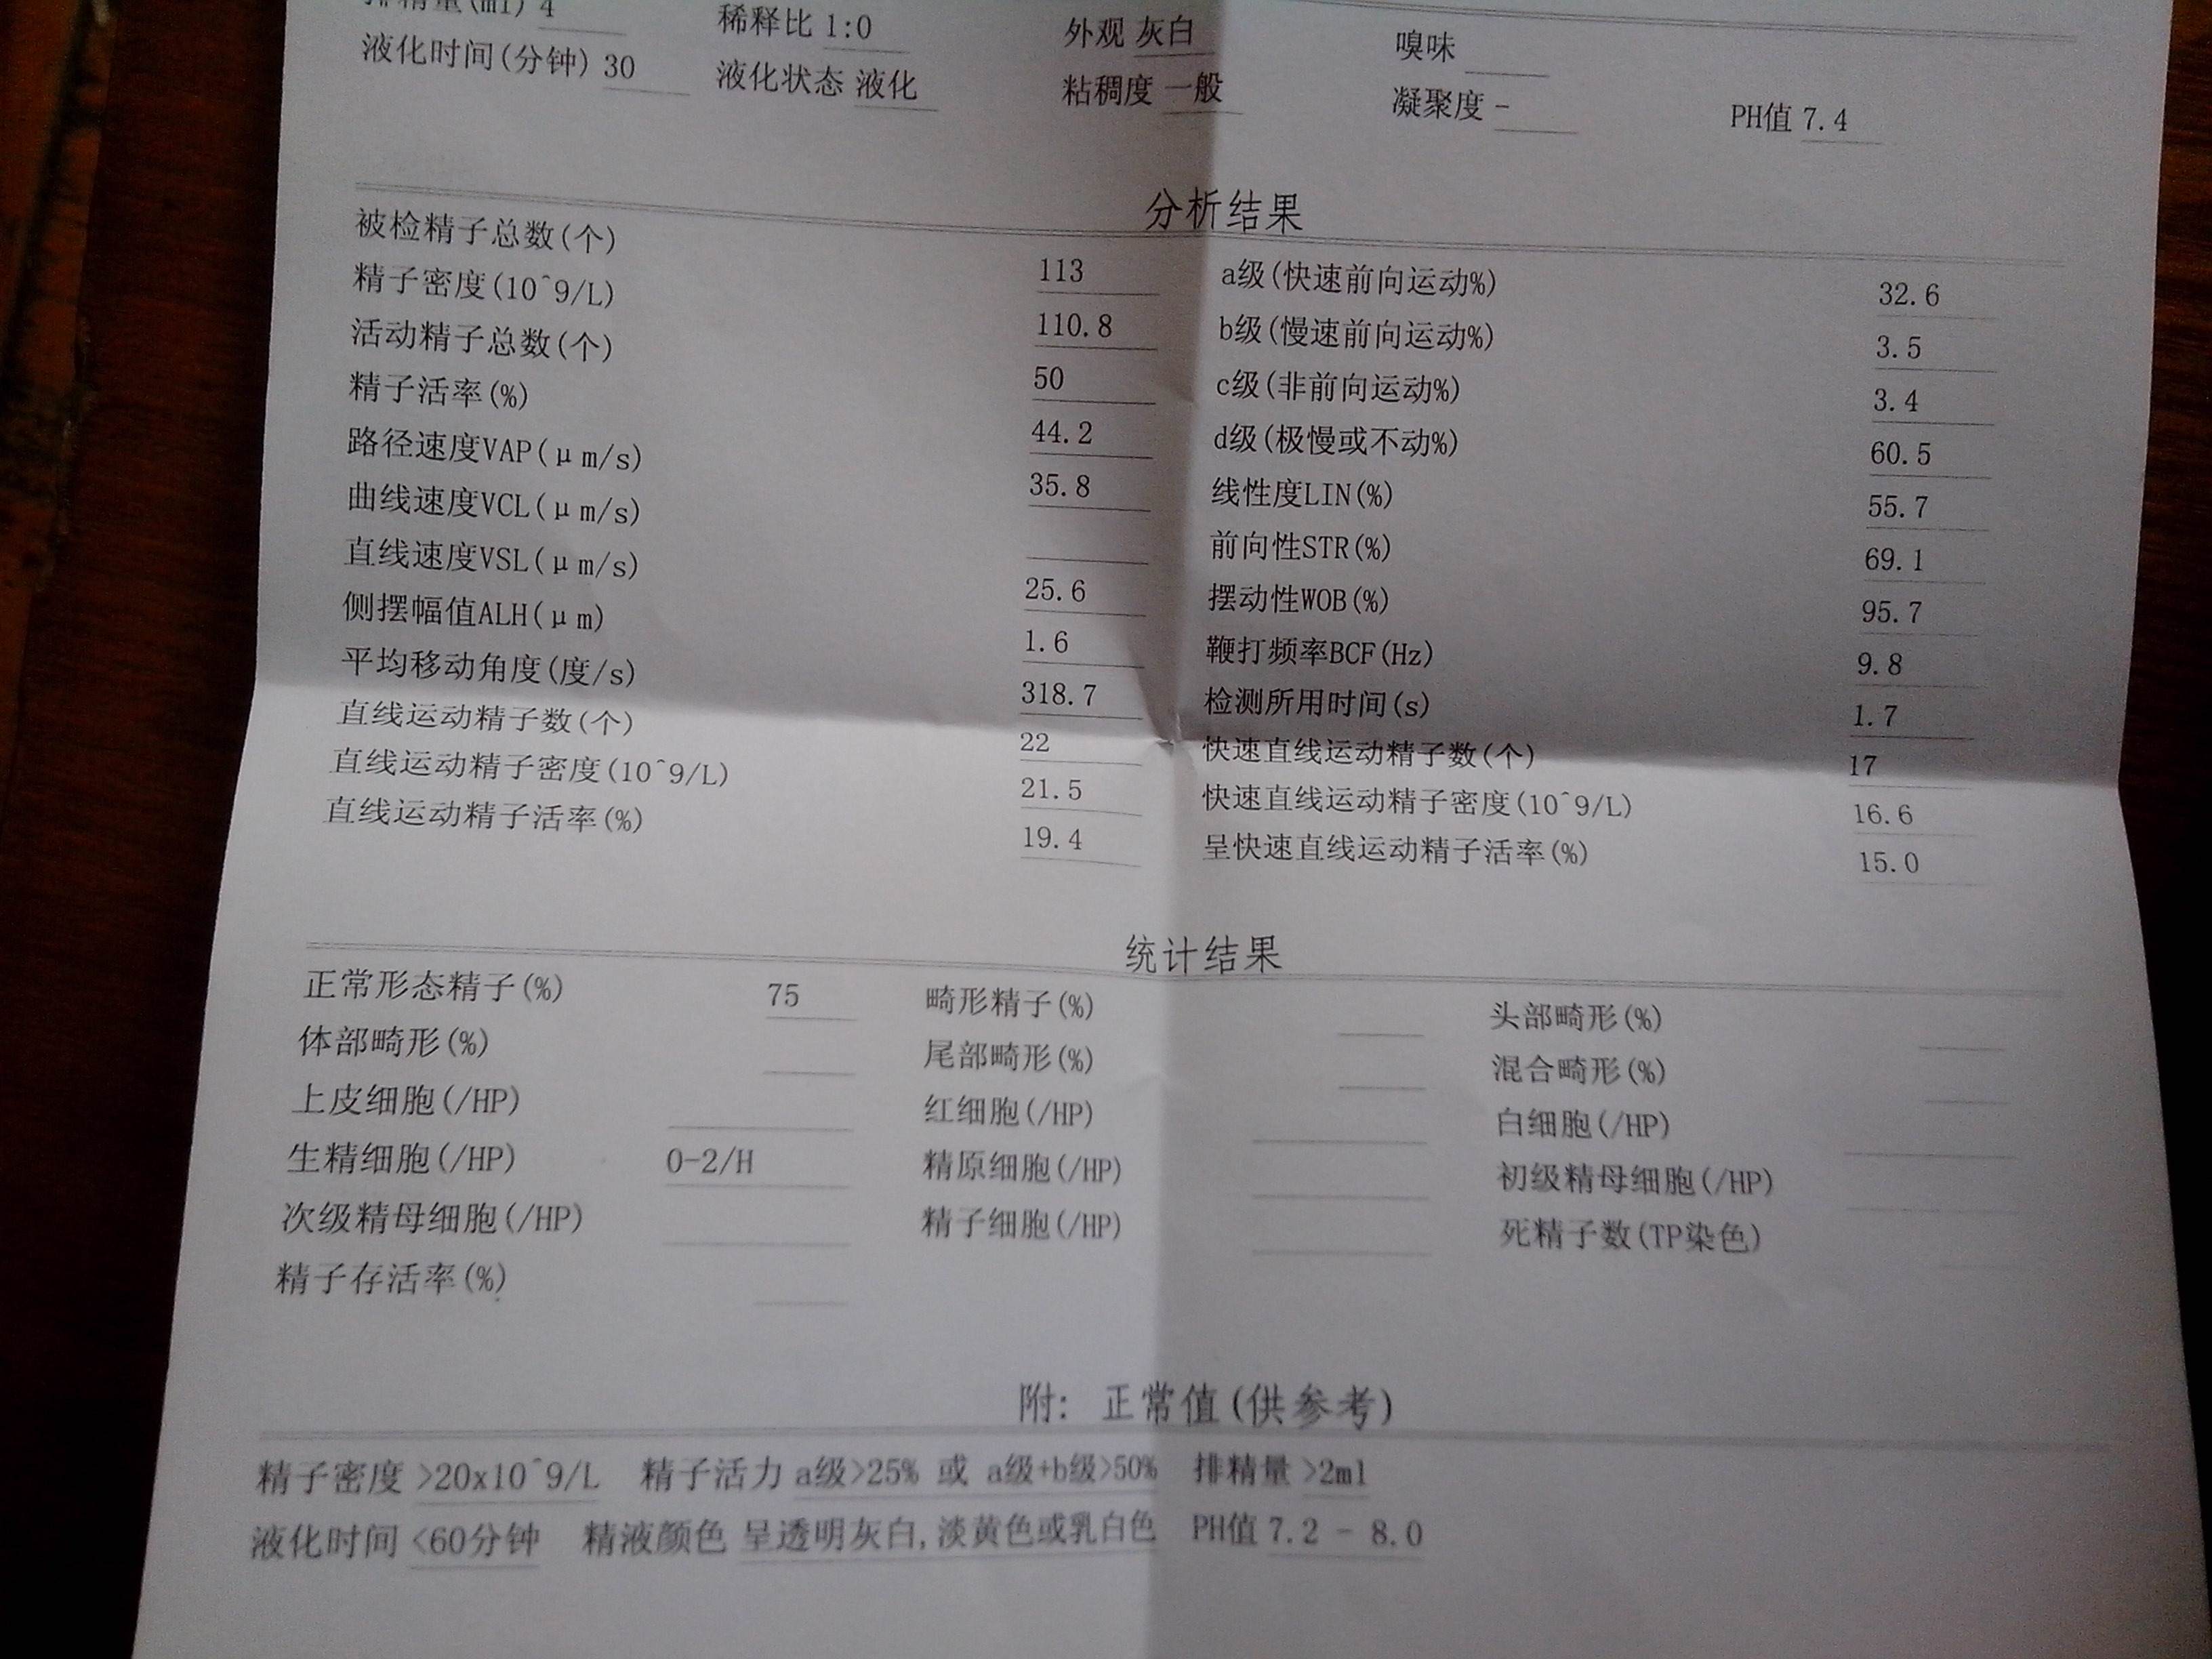 排精量(ml) 4 稀释比 1:0 外观 灰白 嗅味
液化时间(分钟) 30 液化状态 液化 粘稠度 一般 凝聚度 - PH值 7.4
分析结果
被检精子总数(个) 113 a级(快速前向运动%) 32.6
精子密度(10^9/L) 110.8 b级(慢速前向运动%) 3.5
活动精子总数(个) 50 c级(非前向运动%) 3.4
精子活率(%) 44.2 d级(极慢或不动%) 60.5
路径速度VAP(μm/s) 35.8 线性度LIN(%) 55.7
曲线速度VCL(μm/s) 前向性STR(%) 69.1
直线速度VSL(μm/s) 25.6 摆动性WOB(%) 95.7
侧摆幅值ALH(μm) 1.6 鞭打频率BCF(Hz) 9.8
平均移动角度(度/s) 318.7 检测所用时间(s) 1.7
直线运动精子数(个) 22 快速直线运动精子数(个) 17
直线运动精子密度(10^9/L) 21.5 快速直线运动精子密度(10^9/L) 16.6
直线运动精子活率(%) 19.4 呈快速直线运动精子活率(%) 15.0
统计结果
正常形态精子(%) 75 畸形精子(%) 头部畸形(%)
体部畸形(%) 尾部畸形(%) 混合畸形(%)
上皮细胞(/HP) 红细胞(/HP) 白细胞(/HP)
生精细胞(/HP) 0-2/H 精原细胞(/HP) 初级精母细胞(/HP)
次级精母细胞(/HP) 精子细胞(/HP) 死精子数(TP染色)
精子存活率(%)
附: 正常值(供参考)
精子密度 >20x10^9/L 精子活力 a级>25% 或 a级+b级>50% 排精量 >2ml
液化时间 <60分钟 精液颜色 呈透明灰白,淡黄色或乳白色 PH值 7.2 - 8.0